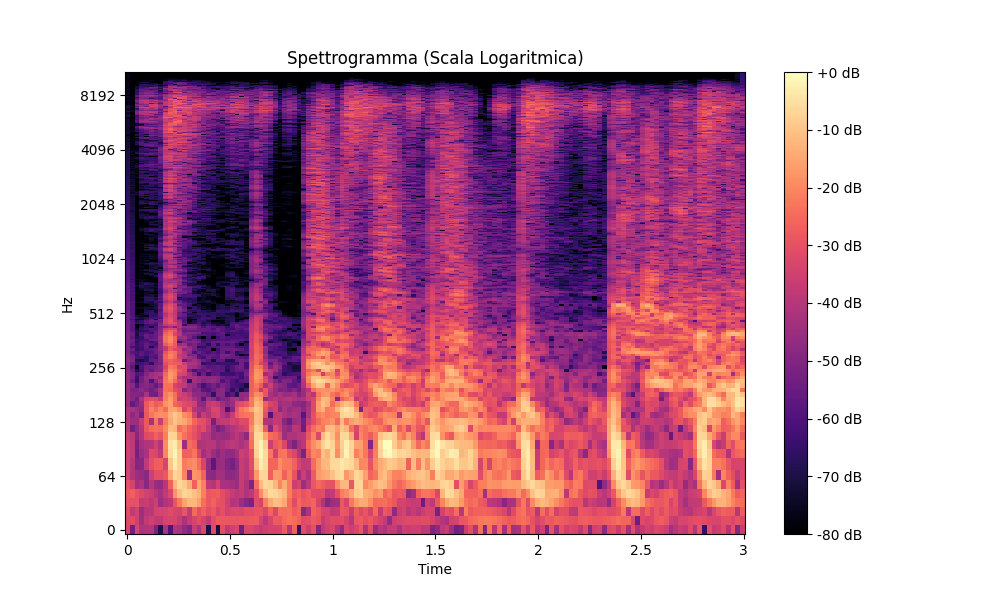 Spettrogramma (Scala Logaritmica)
Hz
8192
4096
2048
1024
512
256
128
64
0
0
0.5
1
1.5
2
2.5
3
Time
+0 dB
-10 dB
-20 dB
-30 dB
-40 dB
-50 dB
-60 dB
-70 dB
-80 dB